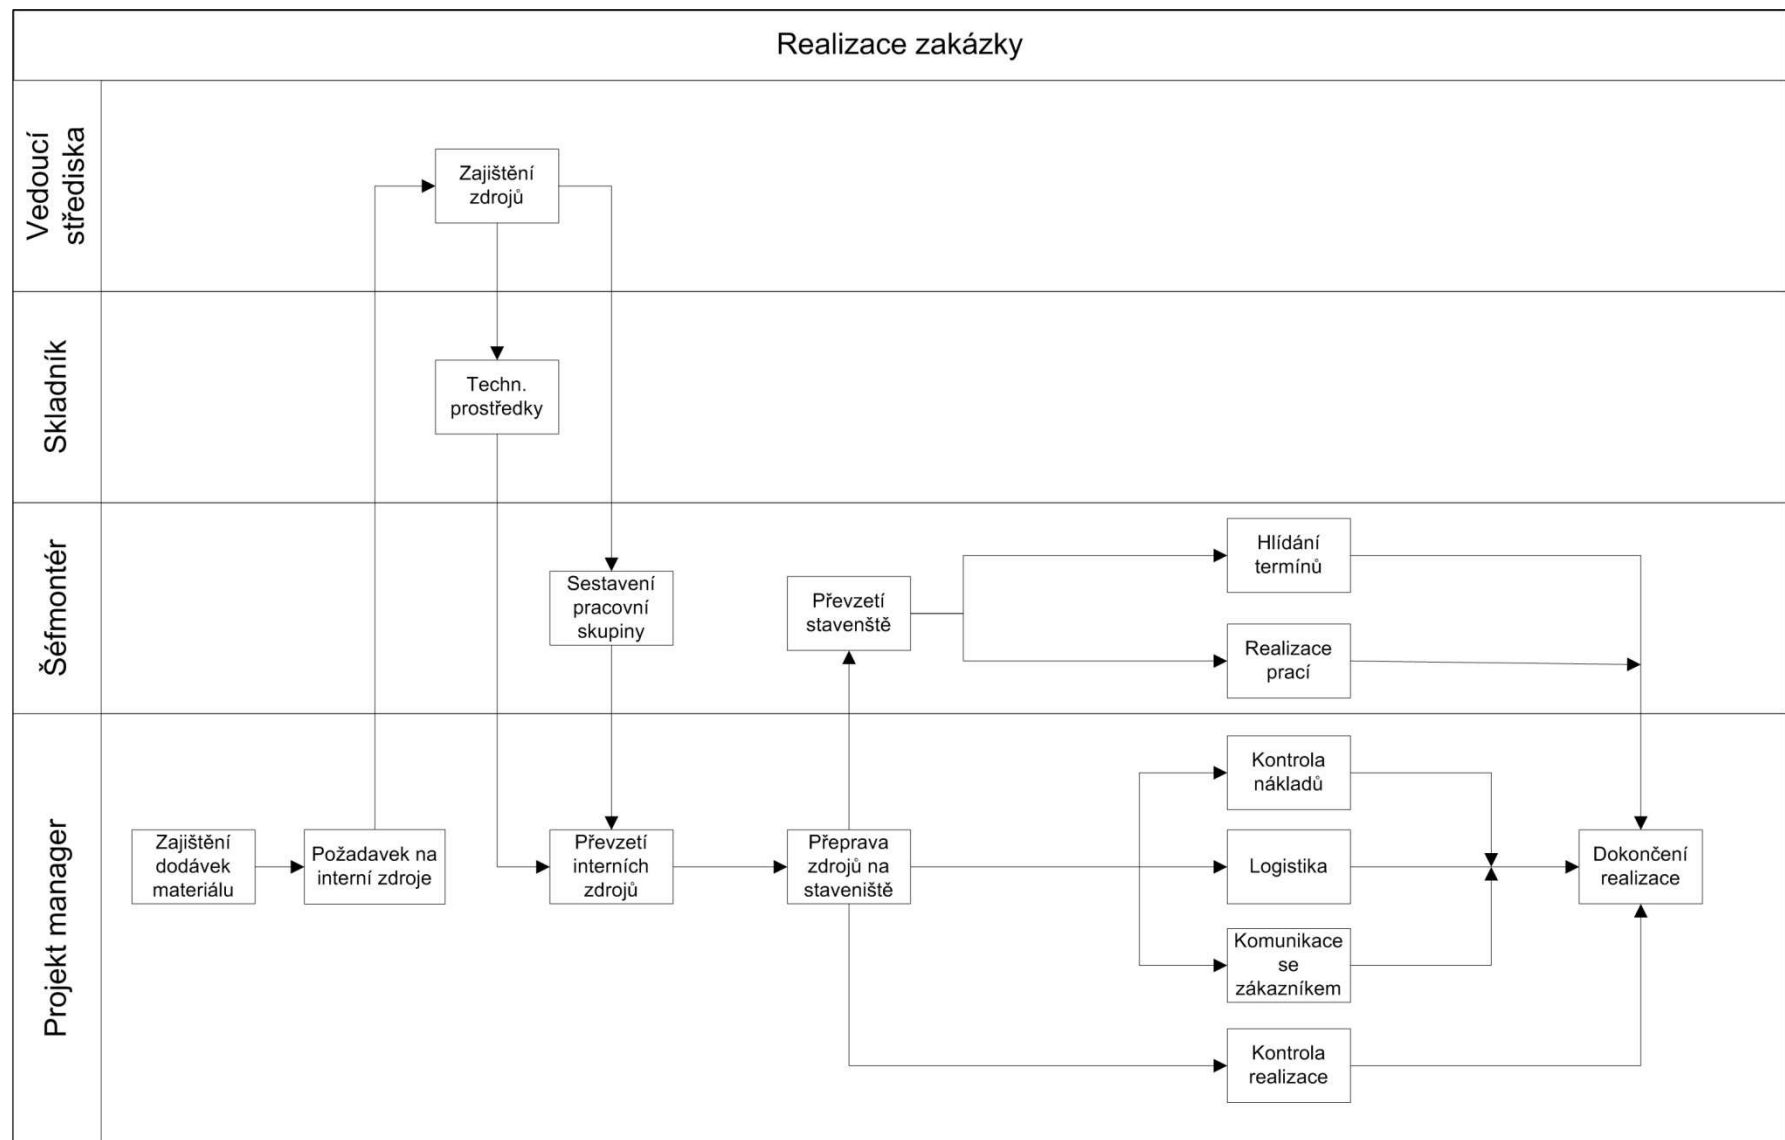 Realizace zakázky
Vedoucí
střediska
Zajištění
zdrojů
Skladník
Techn.
prostředky
Šéfmontér
Sestavení
pracovní
skupiny
Převzetí
stavenště
Hlídání
termínů
Realizace
prací
Projekt manager
Zajištění
dodávek
materiálu
Požadavek na
interní zdroje
Převzetí
interních
zdrojů
Přeprava
zdrojů na
staveniště
Kontrola
nákladů
Logistika
Komunikace
se
zákazníkem
Kontrola
realizace
Dokončení
realizace